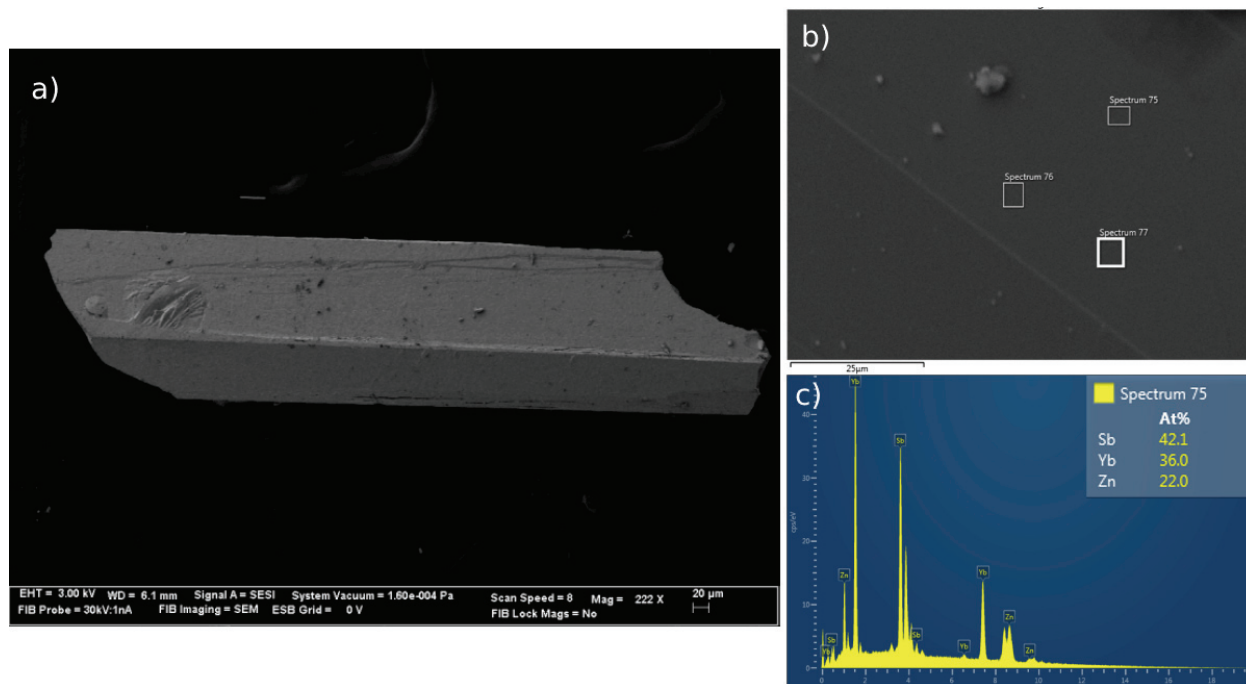 a)
EHT = 3.00 kV WD = 6.1 mm Signal A = SESI System Vacuum = 1.60e-004 Pa Scan Speed = 8 Mag = 222 X 20 µm
FIB Probe = 30kV:1nA FIB Imaging = SEM ESB Grid = 0 V FIB Lock Mags = No
b)
Spectrum 75
Spectrum 76
Spectrum 77
25µm
c)
Spectrum 75
At%
Sb 42.1
Yb 36.0
Zn 22.0
Yb
Sb
Zn
Yb
Zn
Sb
Yb
Sb
Yb
Zn
cps/eV
40
30
20
10
0
0 2 4 6 8 10 12 14 16 18